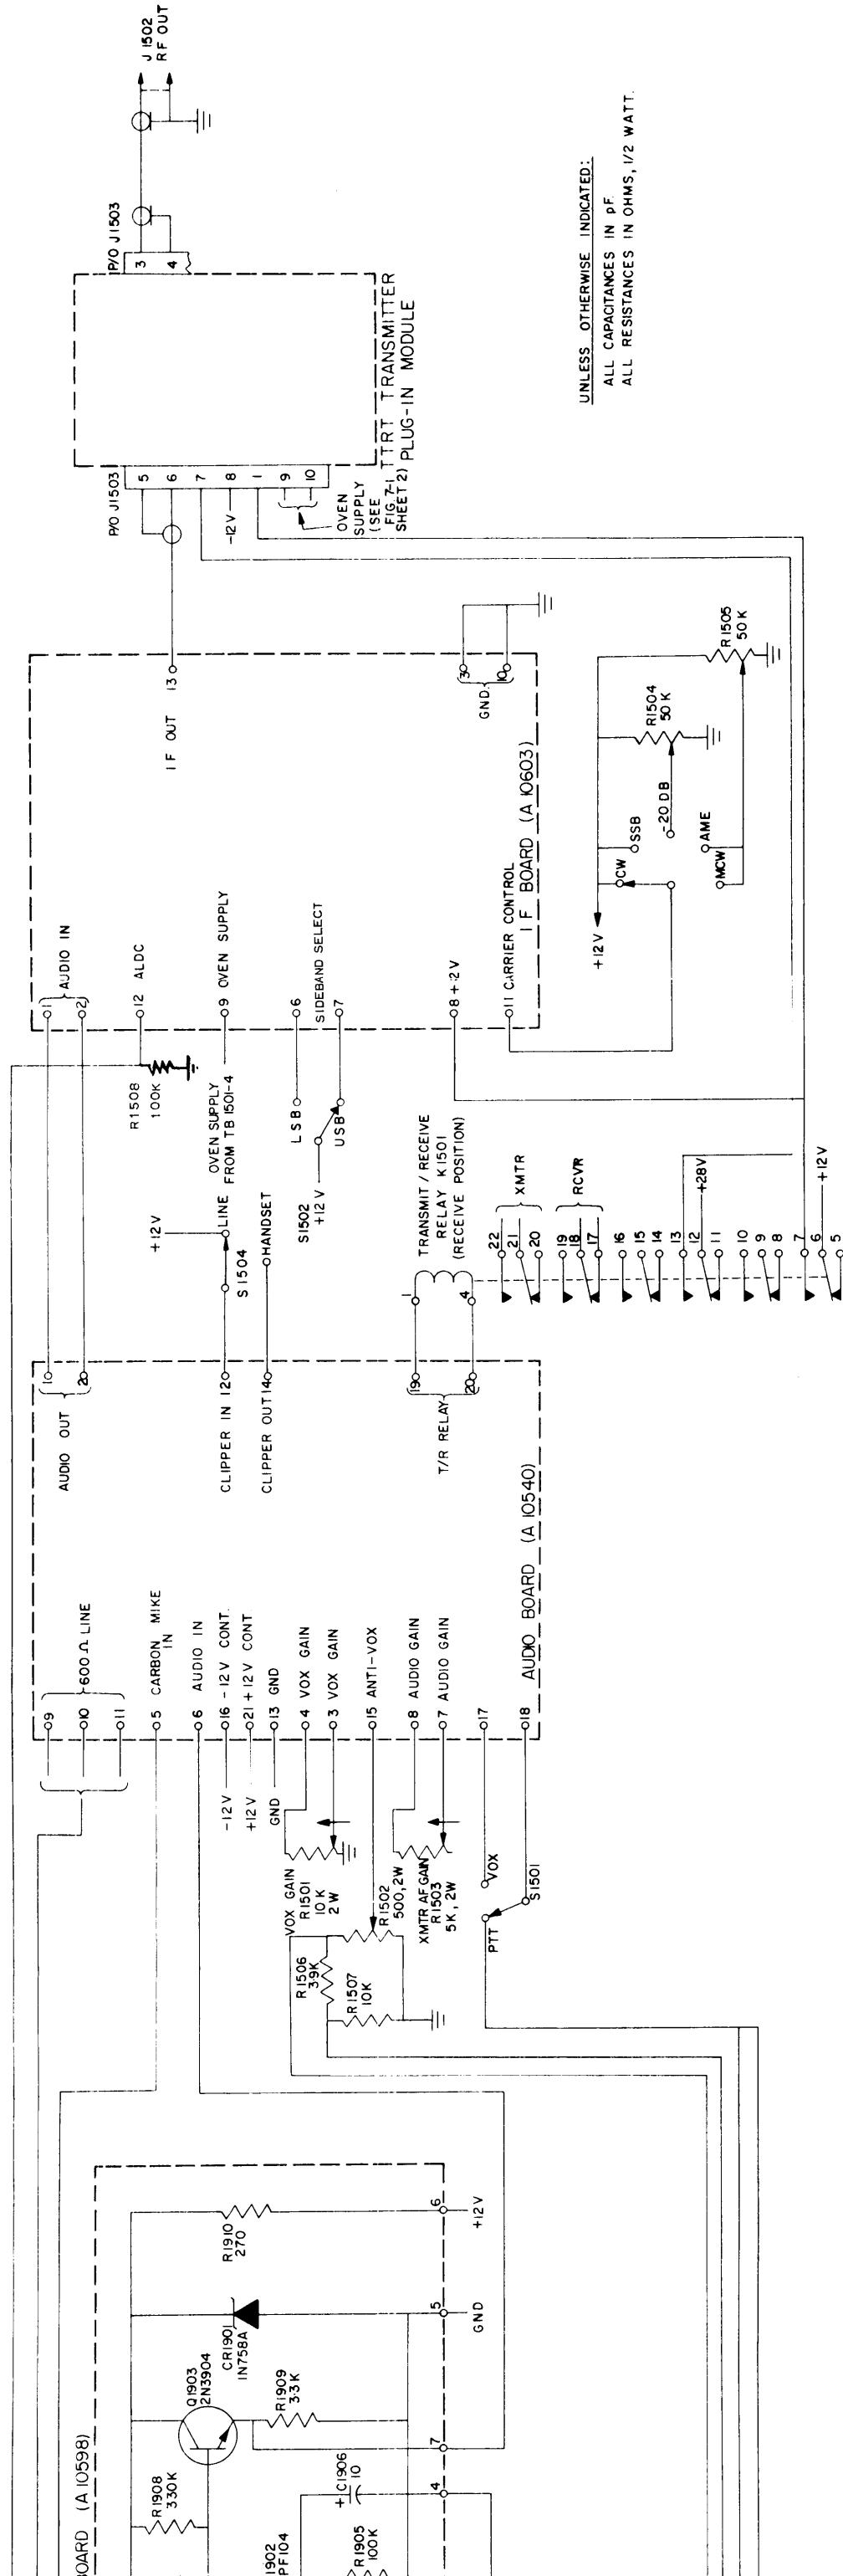 J 1502
RF OUT
P/O J1503
3
4
TTRT TRANSMITTER
PLUG-IN MODULE
P/O J1503
5
6
7
8
1
9
10
-12V
OVEN
SUPPLY
(SEE
FIG. 7-1
SHEET 2)
UNLESS OTHERWISE INDICATED:
ALL CAPACITANCES IN pF.
ALL RESISTANCES IN OHMS, 1/2 WATT.
I F OUT 13
3
10
GND.
I F BOARD (A 10603)
1
2
AUDIO IN
12 ALDC
9 OVEN SUPPLY
6
7
SIDEBAND SELECT
8 +12V
11 CARRIER CONTROL
R1505
50 K
R1504
50 K
-20 DB
SSB
CW
AME
MCW
+12V
R1508
100K
OVEN SUPPLY
FROM TB 1501-4
LSB
USB
S1502
+12V
+12V
LINE
S1504
HANDSET
TRANSMIT / RECEIVE
RELAY K1501
(RECEIVE POSITION)
1
4
22
21
20
XMTR
19
18
17
RCVR
16
15
14
13
12
11
+28V
10
9
8
7
6
5
+12V
1
2
AUDIO OUT
CLIPPER IN 12
CLIPPER OUT 14
19
20
T/R RELAY
AUDIO BOARD (A 10540)
9
10
11
600 Ω LINE
5 CARBON MIKE
IN
6 AUDIO IN
16 -12V CONT.
21 +12V CONT
13 GND
4 VOX GAIN
3 VOX GAIN
15 ANTI-VOX
8 AUDIO GAIN
7 AUDIO GAIN
17
18
-12V
+12V
GND
VOX GAIN
R1501
10 K
2W
R1502
500, 2W
XMTR AF GAIN
R1503
5K, 2W
VOX
PTT
S1501
R1506
39K
R1507
10K
BOARD (A 10598)
R1910
270
6
+12V
CR1901
1N758A
5
GND
Q1903
2N3904
R1909
3.3K
7
R1908
330K
+ C1906
10
4
1902
PF104
R1905
100K